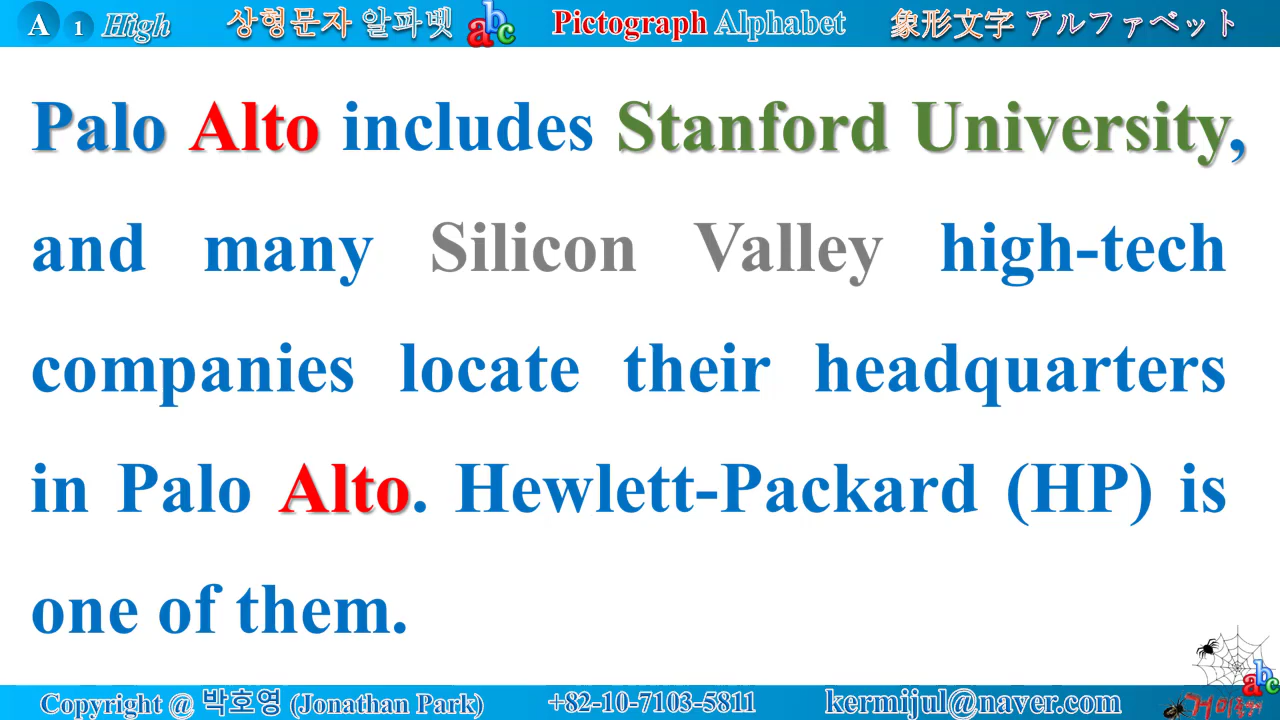 A 1 High 상형문자 알파벳 abc Pictograph Alphabet 象形文字 アルファベット
Palo Alto includes Stanford University,
and many Silicon Valley high-tech
companies locate their headquarters
in Palo Alto. Hewlett-Packard (HP) is
one of them.
abc
Copyright @ 박호영 (Jonathan Park) +82-10-7103-5811 kermijul@naver.com